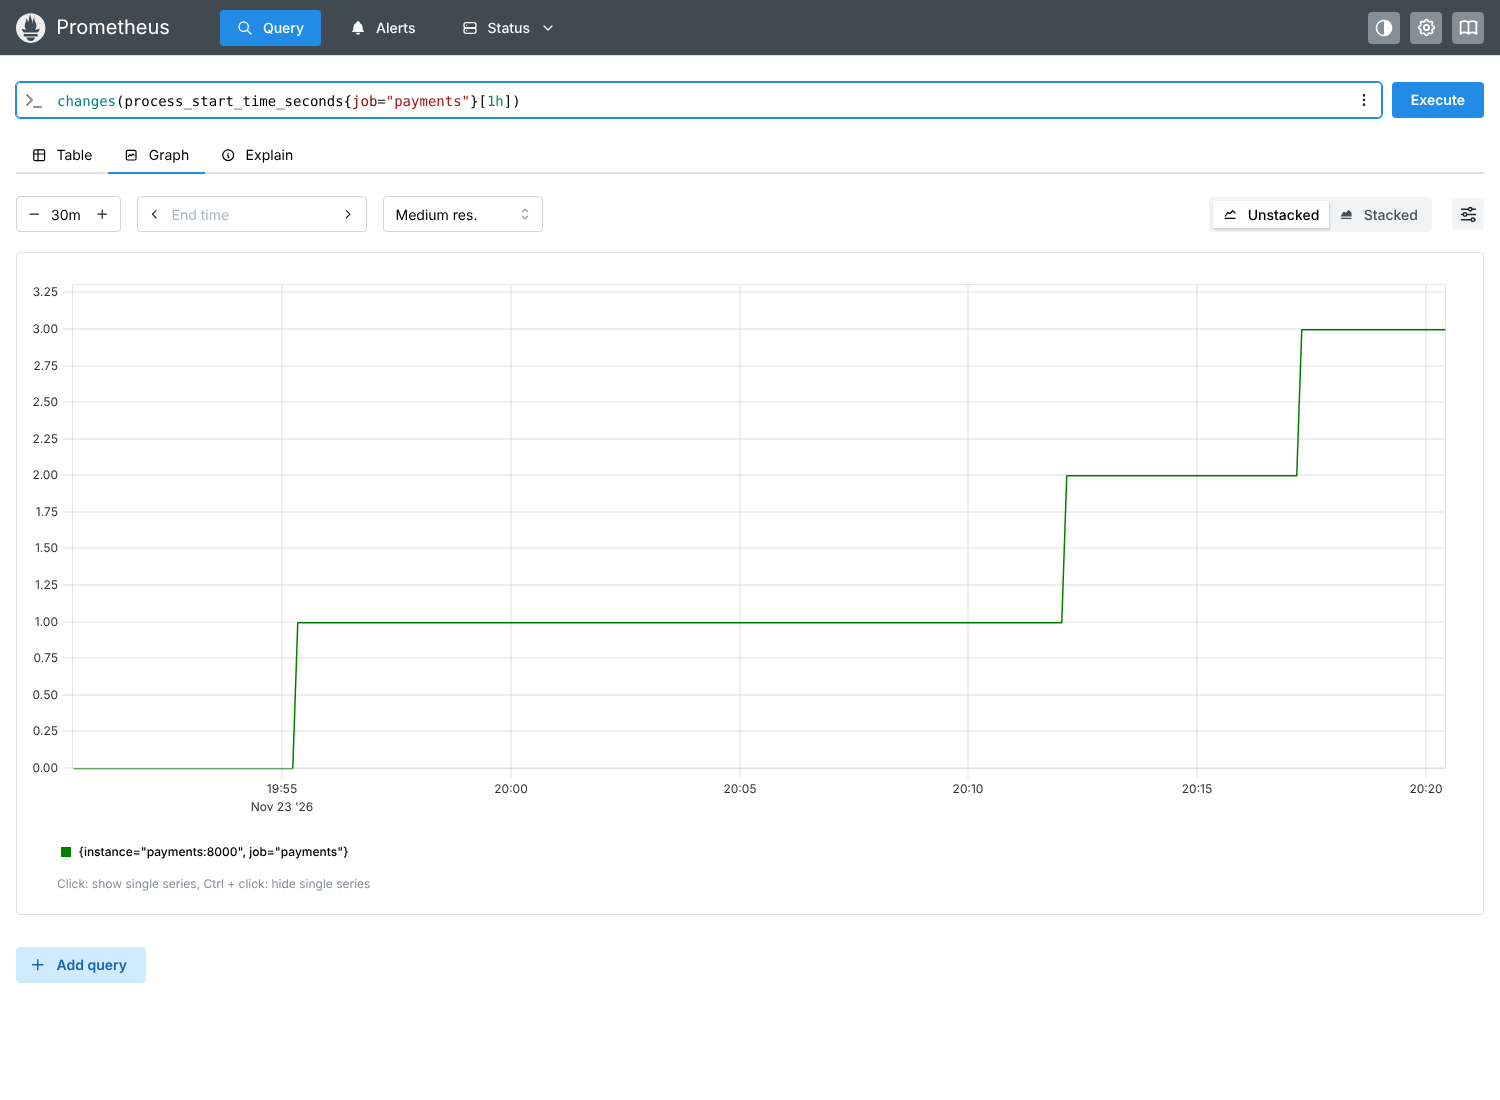 Prometheus
Query
Alerts
Status
changes(process_start_time_seconds{job="payments"}[1h])
Execute
Table
Graph
Explain
30m
End time
Medium res.
Unstacked
Stacked
3.25
3.00
2.75
2.50
2.25
2.00
1.75
1.50
1.25
1.00
0.75
0.50
0.25
0.00
19:55 20:00 20:05 20:10 20:15 20:20
Nov 23 '26
{instance="payments:8000", job="payments"}
Click: show single series, Ctrl + click: hide single series
Add query